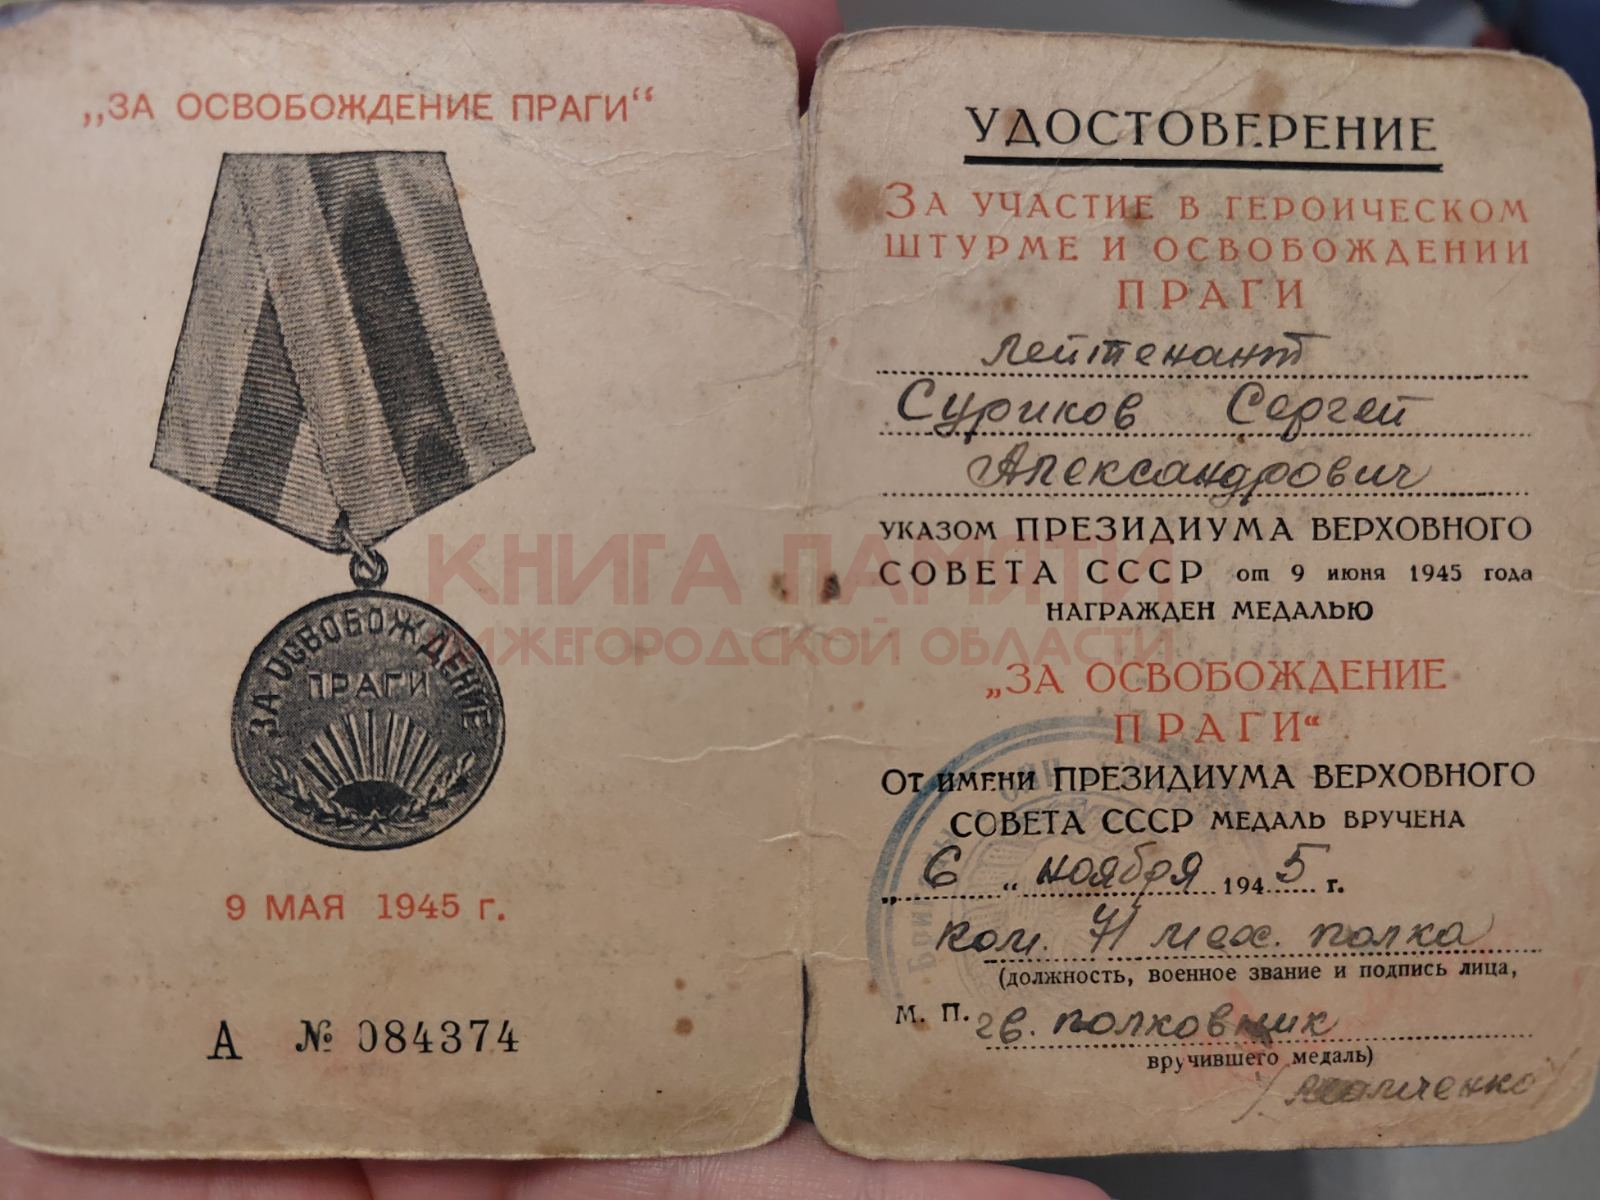 „ЗА ОСВОБОЖДЕНИЕ ПРАГИ“
ЗА ОСВОБОЖДЕНИЕ
ПРАГИ
9 МАЯ 1945 г.
А № 084374
УДОСТОВЕРЕНИЕ
ЗА УЧАСТИЕ В ГЕРОИЧЕСКОМ
ШТУРМЕ И ОСВОБОЖДЕНИИ
ПРАГИ
лейтенант
Суриков Сергей
Александрович
УКАЗОМ ПРЕЗИДИУМА ВЕРХОВНОГО
СОВЕТА СССР от 9 июня 1945 года
НАГРАЖДЕН МЕДАЛЬЮ
„ЗА ОСВОБОЖДЕНИЕ
ПРАГИ“
ОТ ИМЕНИ ПРЕЗИДИУМА ВЕРХОВНОГО
СОВЕТА СССР МЕДАЛЬ ВРУЧЕНА
„6“ ноября 1945 г.
ком. 71 мех. полка
(должность, военное звание и подпись лица,
М. П. гв. полковник
вручившего медаль)
КНИГА ПАМЯТИ
НИЖЕГОРОДСКОЙ ОБЛАСТИ